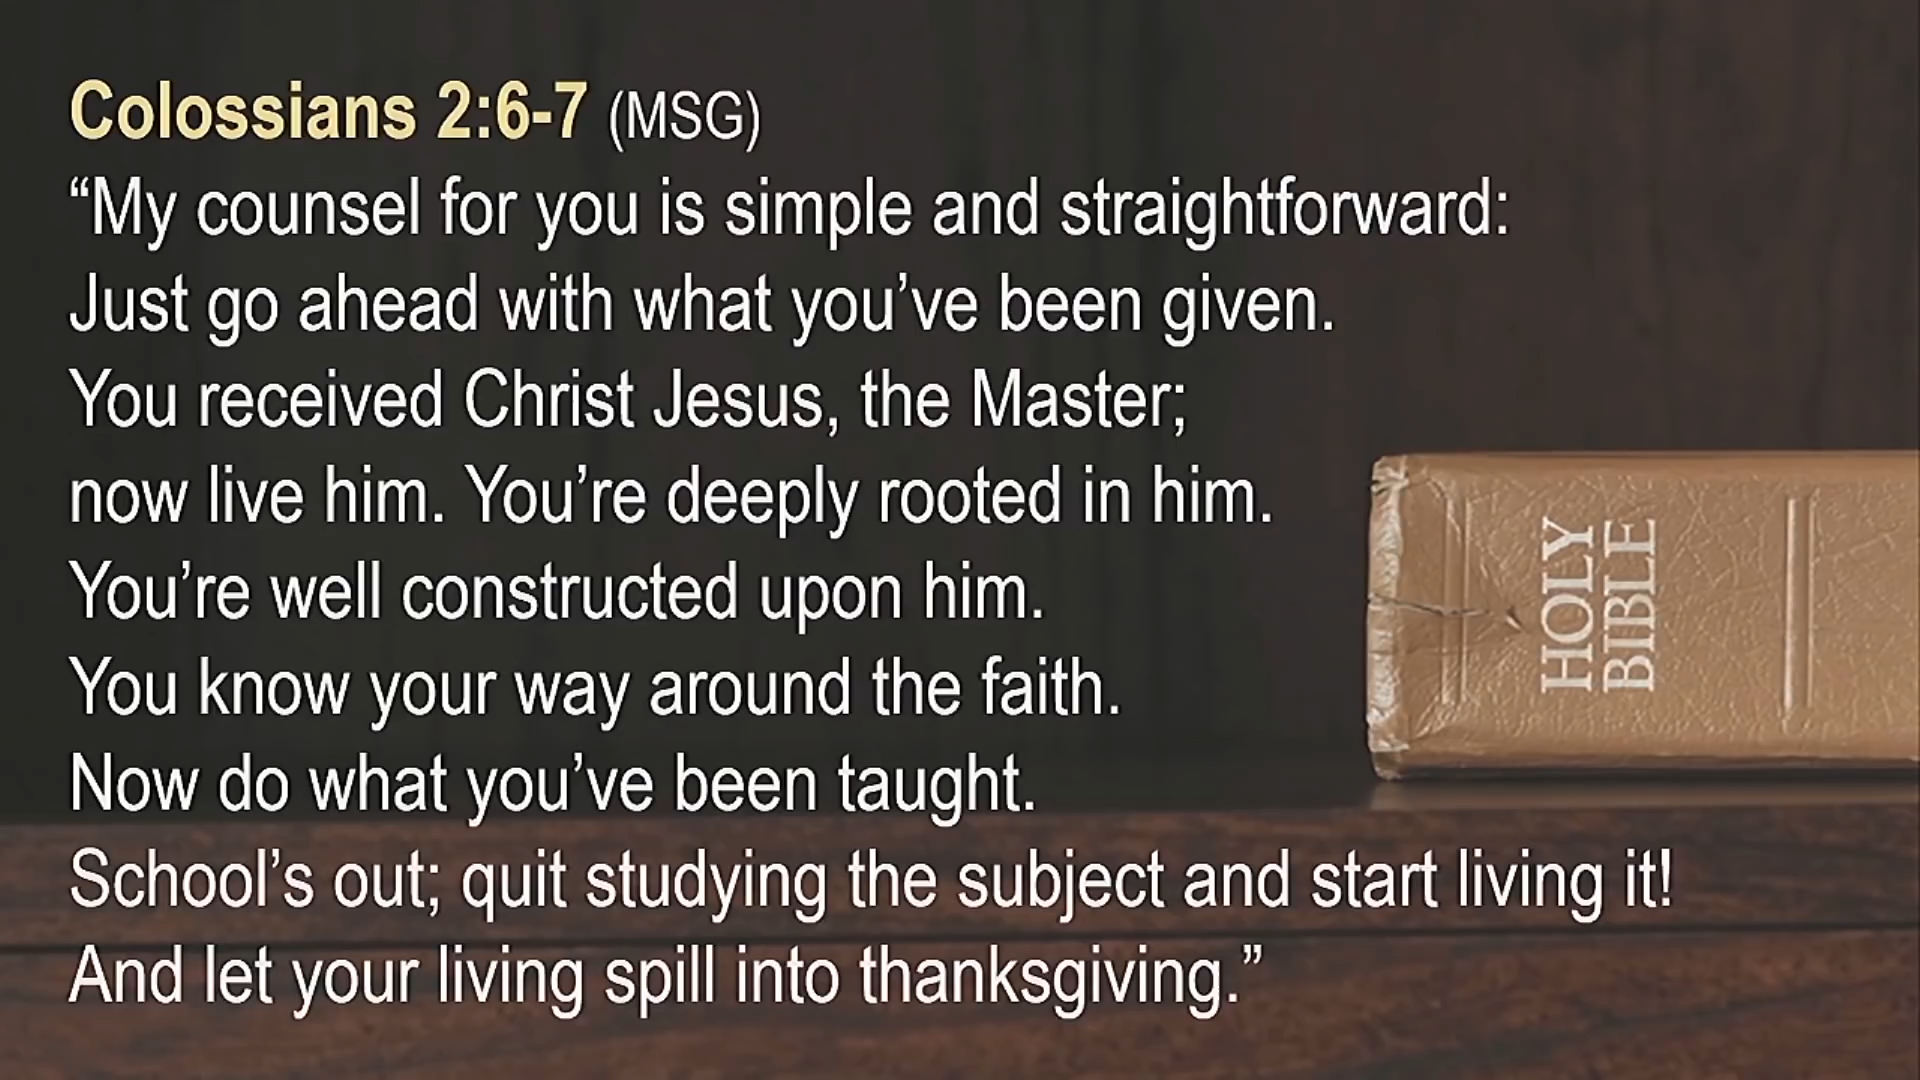 Colossians 2:6-7 (MSG)
“My counsel for you is simple and straightforward:
Just go ahead with what you’ve been given.
You received Christ Jesus, the Master;
now live him. You’re deeply rooted in him.
You’re well constructed upon him.
You know your way around the faith.
Now do what you’ve been taught.
School’s out; quit studying the subject and start living it!
And let your living spill into thanksgiving.”
HOLY
BIBLE